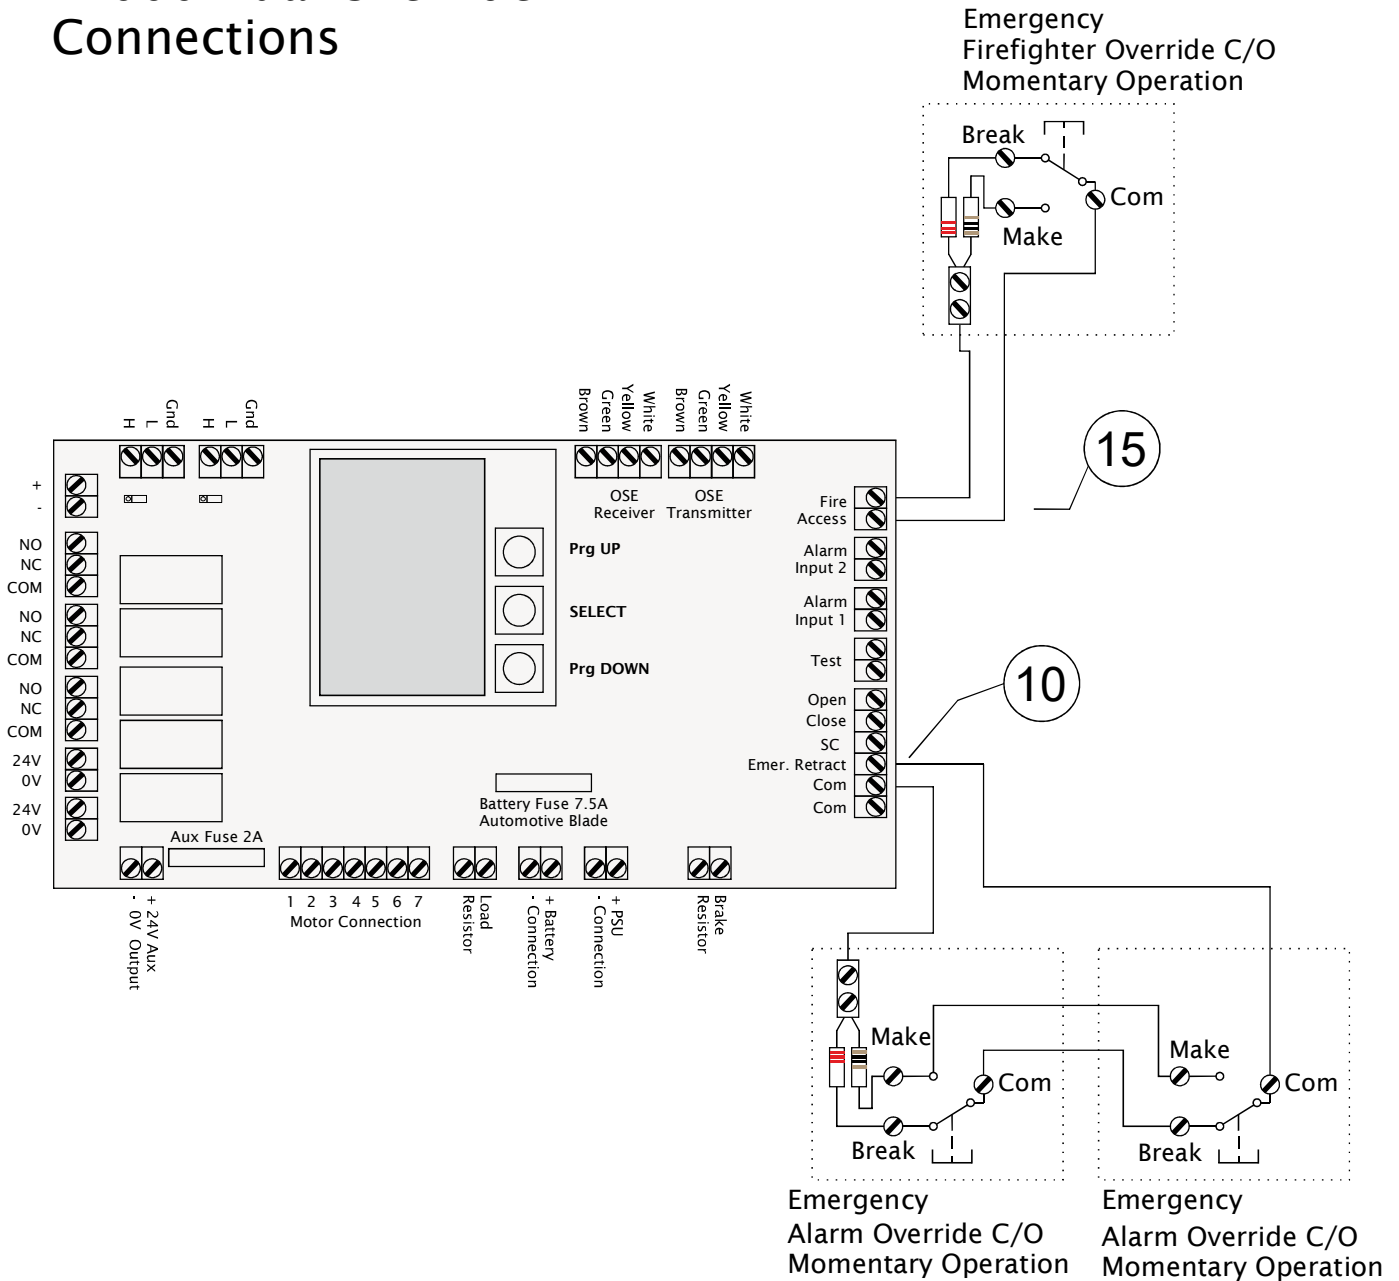 Connections
Emergency
Firefighter Override C/O
Momentary Operation
Break
Com
Make
15
H
L
Gnd
H
L
Gnd
Brown
Green
Yellow
White
Brown
Green
Yellow
White
OSE
Receiver
OSE
Transmitter
+
-
NO
NC
COM
NO
NC
COM
NO
NC
COM
24V
0V
24V
0V
Prg UP
SELECT
Prg DOWN
Fire
Access
Alarm
Input 2
Alarm
Input 1
Test
Open
Close
SC
Emer. Retract
Com
Com
10
Battery Fuse 7.5A
Automotive Blade
Aux Fuse 2A
+ 24V Aux
- 0V Output
1 2 3 4 5 6 7
Motor Connection
Load
Resistor
+ Battery
- Connection
+ PSU
- Connection
Brake
Resistor
Make
Com
Break
Make
Com
Break
Emergency
Alarm Override C/O
Momentary Operation
Emergency
Alarm Override C/O
Momentary Operation